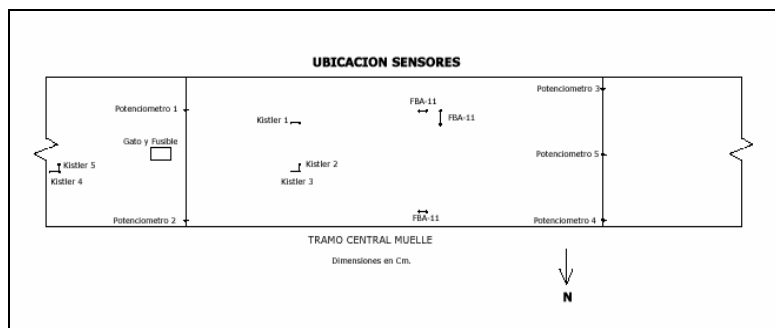 UBICACION SENSORES
Potenciometro 3
Potenciometro 1
FBA-11
FBA-11
Kistler 1
Gato y Fusible
Potenciometro 5
Kistler 5
Kistler 2
Kistler 4
Kistler 3
Potenciometro 2
FBA-11
Potenciometro 4
TRAMO CENTRAL MUELLE
Dimensiones en Cm.
N